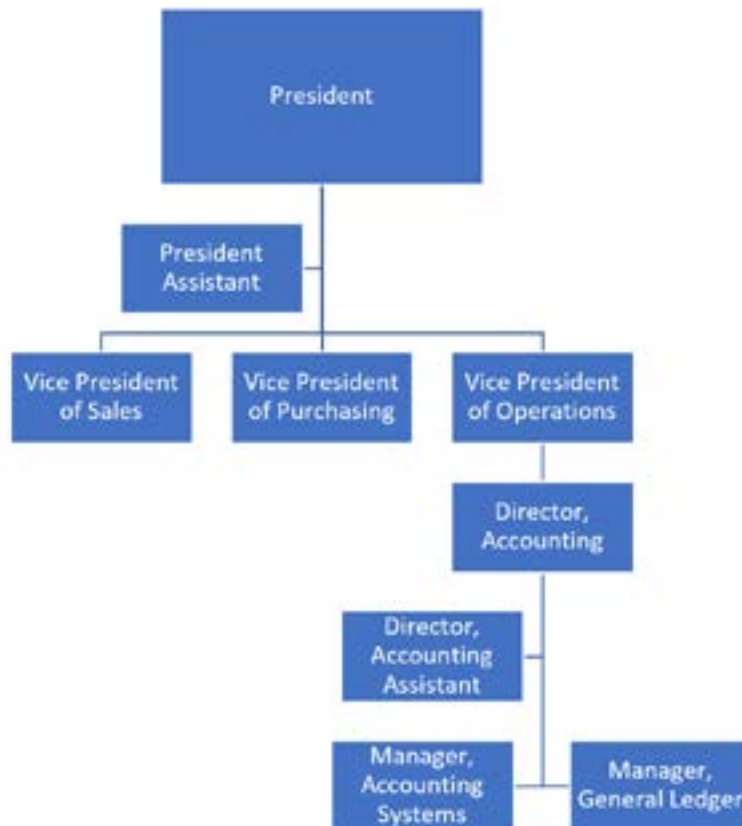 President
President
Assistant
Vice President
of Sales
Vice President
of Purchasing
Vice President
of Operations
Director,
Accounting
Director,
Accounting
Assistant
Manager,
Accounting
Systems
Manager,
General Ledger